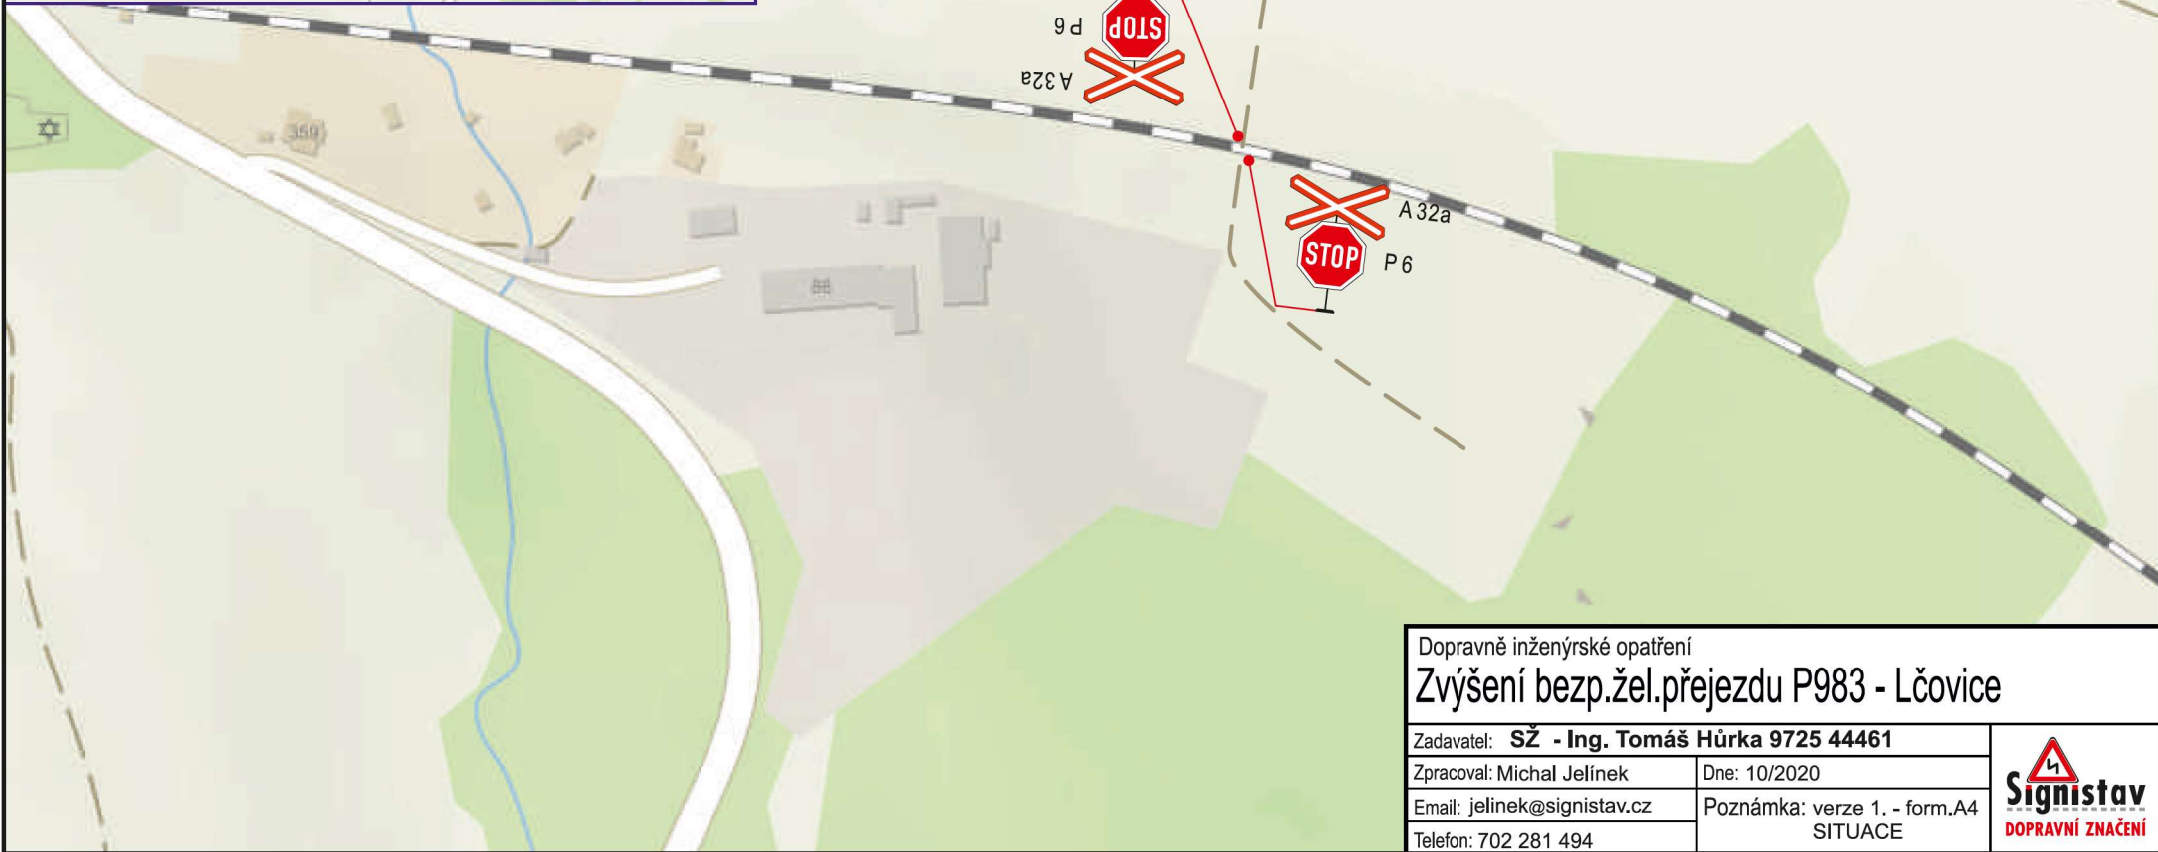 P 6
STOP
A 32a
359
A 32a
STOP
P 6
Dopravně inženýrské opatření
Zvýšení bezp.žel.přejezdu P983 - Lčovice
Zadavatel: SŽ - Ing. Tomáš Hůrka 9725 44461
Zpracoval: Michal Jelínek
Dne: 10/2020
Email: jelinek@signistav.cz
Poznámka: verze 1. - form.A4
SITUACE
Telefon: 702 281 494
Signistav
DOPRAVNÍ ZNAČENÍ